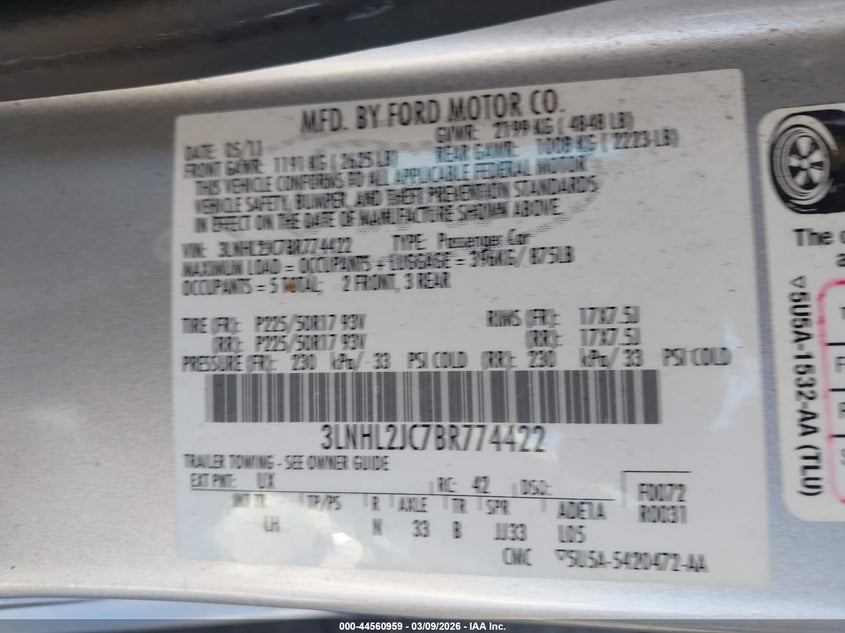 MFD. BY FORD MOTOR CO.
DATE: 05/11 GVWR: 2199 KG ( 4848 LB)
FRONT GAWR: 1191 KG ( 2625 LB) REAR GAWR: 1008 KG ( 2223 LB)
THIS VEHICLE CONFORMS TO ALL APPLICABLE FEDERAL MOTOR
VEHICLE SAFETY, BUMPER, AND THEFT PREVENTION STANDARDS
IN EFFECT ON THE DATE OF MANUFACTURE SHOWN ABOVE.
VIN: 3LNHL2JC7BR774422 TYPE: Passenger Car
MAXIMUM LOAD = OCCUPANTS + LUGGAGE = 396KG/ 875LB
OCCUPANTS = 5 TOTAL: 2 FRONT, 3 REAR
TIRE (FR): P225/50R17 93V RIMS (FR): 17X7.5J
(RR): P225/50R17 93V (RR): 17X7.5J
PRESSURE (FR): 230 kPa/ 33 PSI COLD (RR): 230 kPa/ 33 PSI COLD
3LNHL2JC7BR774422
TRAILER TOWING - SEE OWNER GUIDE
EXT PNT: UX RC: 42 DSO: F0072
INT TR TP/PS R AXLE TR SPR ADE1A R0031
LH N 33 B JJ33 L05
CMC ▽5U5A-5420472-AA
The
a
▽5U5A-1532-AA (TLU)
000-44560959 - 03/09/2026 - IAA Inc.